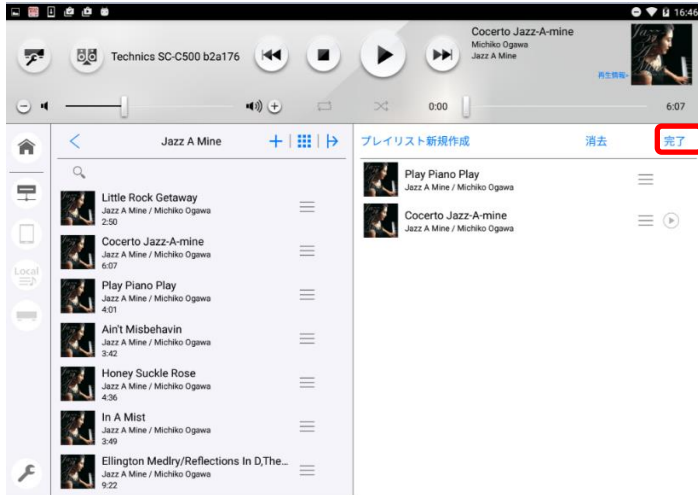 16:46
Technics SC-C500 b2a176
Cocerto Jazz-A-mine
Michiko Ogawa
Jazz A Mine
再生情報
0:00
6:07
Jazz A Mine
プレイリスト新規作成
消去
完了
Local
Little Rock Getaway
Jazz A Mine / Michiko Ogawa
2:50
Cocerto Jazz-A-mine
Jazz A Mine / Michiko Ogawa
6:07
Play Piano Play
Jazz A Mine / Michiko Ogawa
4:01
Ain't Misbehavin
Jazz A Mine / Michiko Ogawa
3:42
Honey Suckle Rose
Jazz A Mine / Michiko Ogawa
4:36
In A Mist
Jazz A Mine / Michiko Ogawa
3:49
Ellington Medlry/Reflections In D,The...
Jazz A Mine / Michiko Ogawa
9:22
Play Piano Play
Jazz A Mine / Michiko Ogawa
Cocerto Jazz-A-mine
Jazz A Mine / Michiko Ogawa